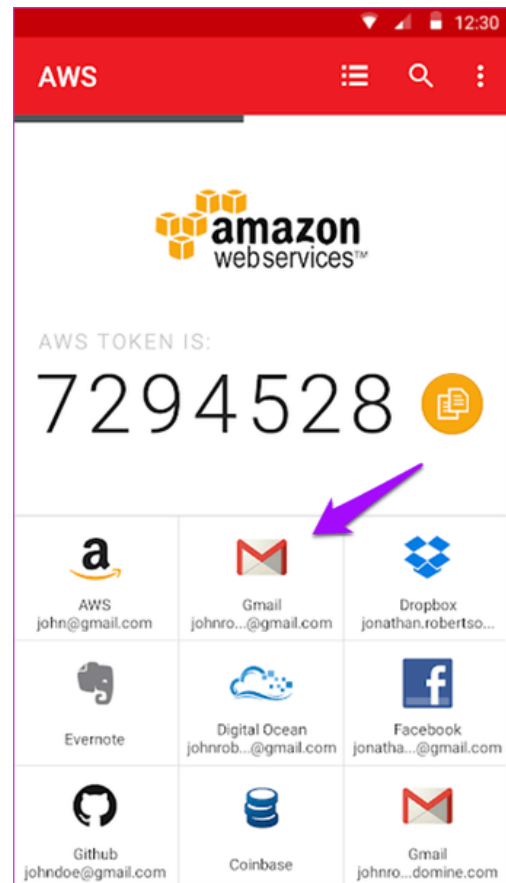 12:30
AWS
amazon
webservices™
AWS TOKEN IS:
7294528
a
AWS
john@gmail.com
Gmail
johnro...@gmail.com
Dropbox
jonathan.robertso...
Evernote
Digital Ocean
johnrob...@gmail.com
f
Facebook
jonatha...@gmail.com
Github
johndoe@gmail.com
Coinbase
Gmail
johnro...domine.com